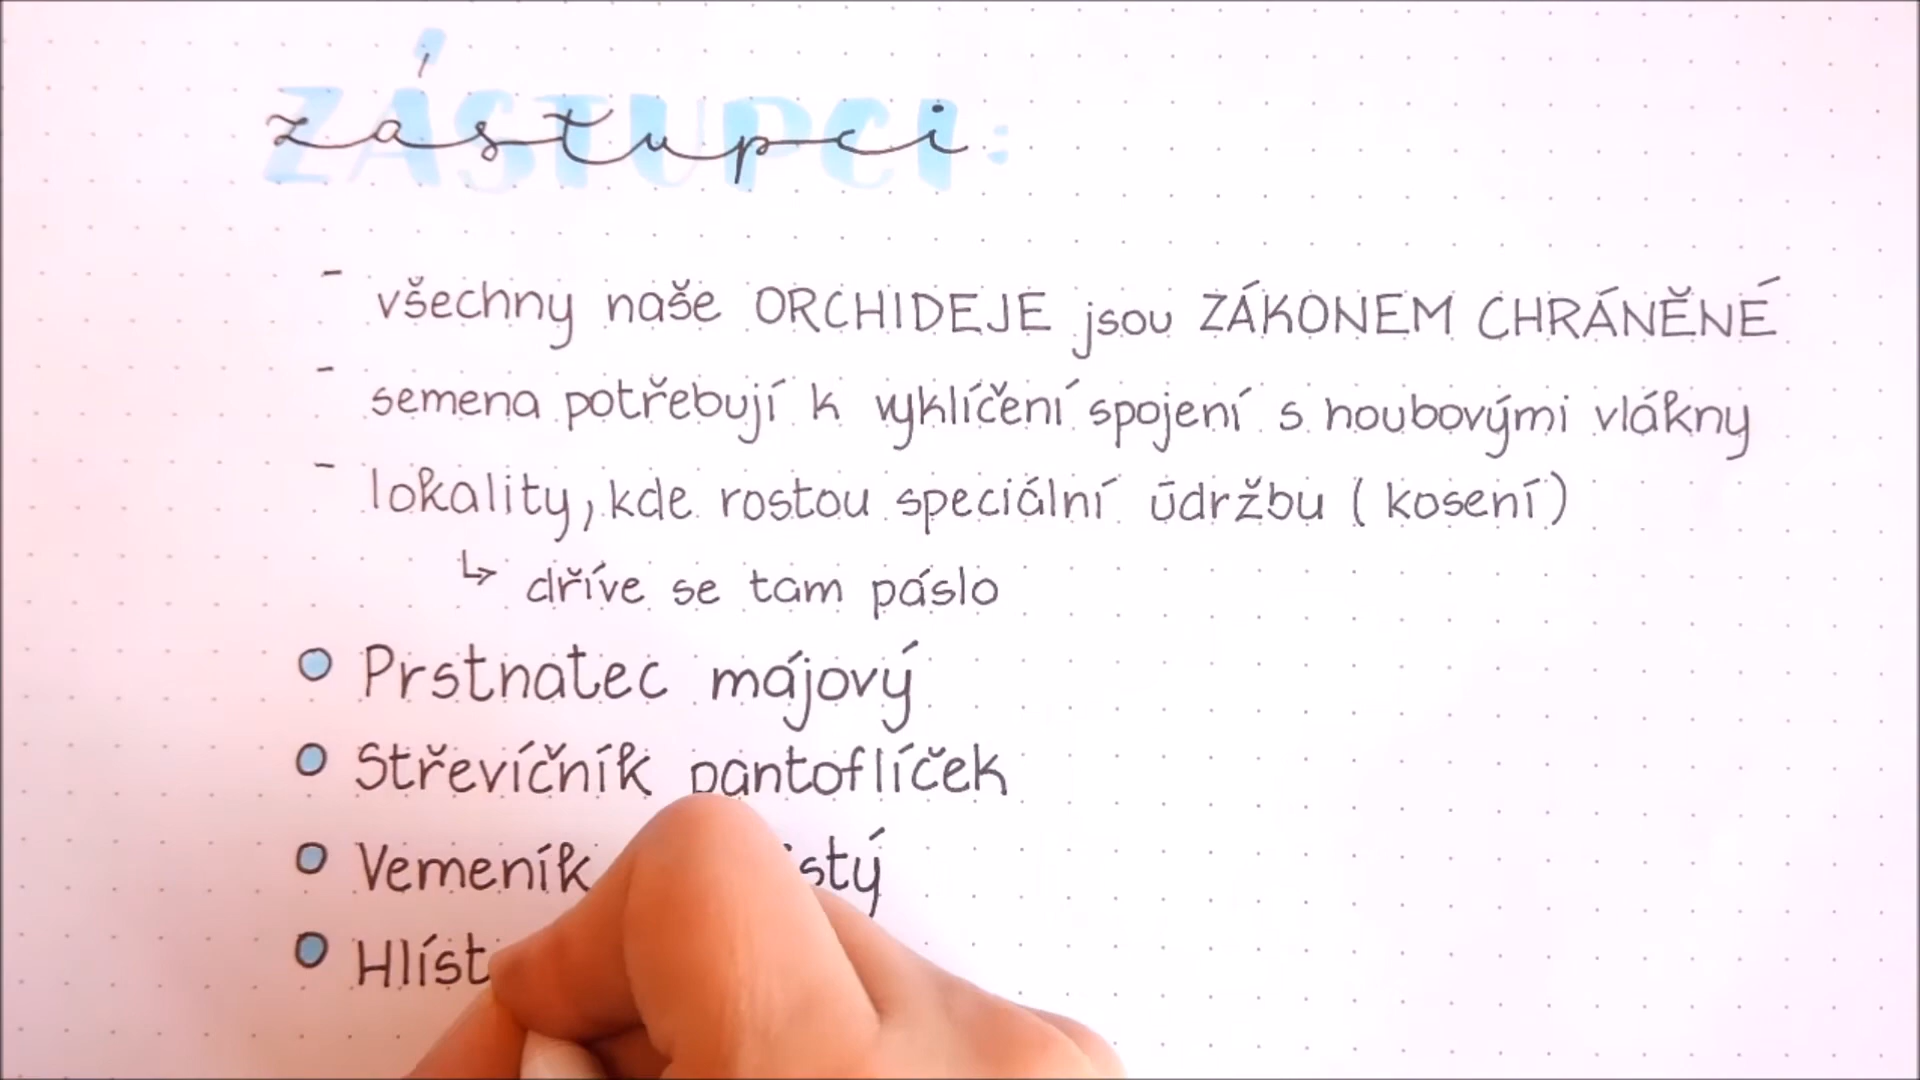 ZÁSTUPCI:
zástupci
- všechny naše ORCHIDEJE jsou ZÁKONEM CHRÁNĚNÉ
- semena potřebují k vyklíčení spojení s houbovými vlákny
- lokality, kde rostou speciální údržbu (kosení)
↳ dříve se tam páslo
Prstnatec májový
Střevíčník pantoflíček
Vemeník
Hlíst